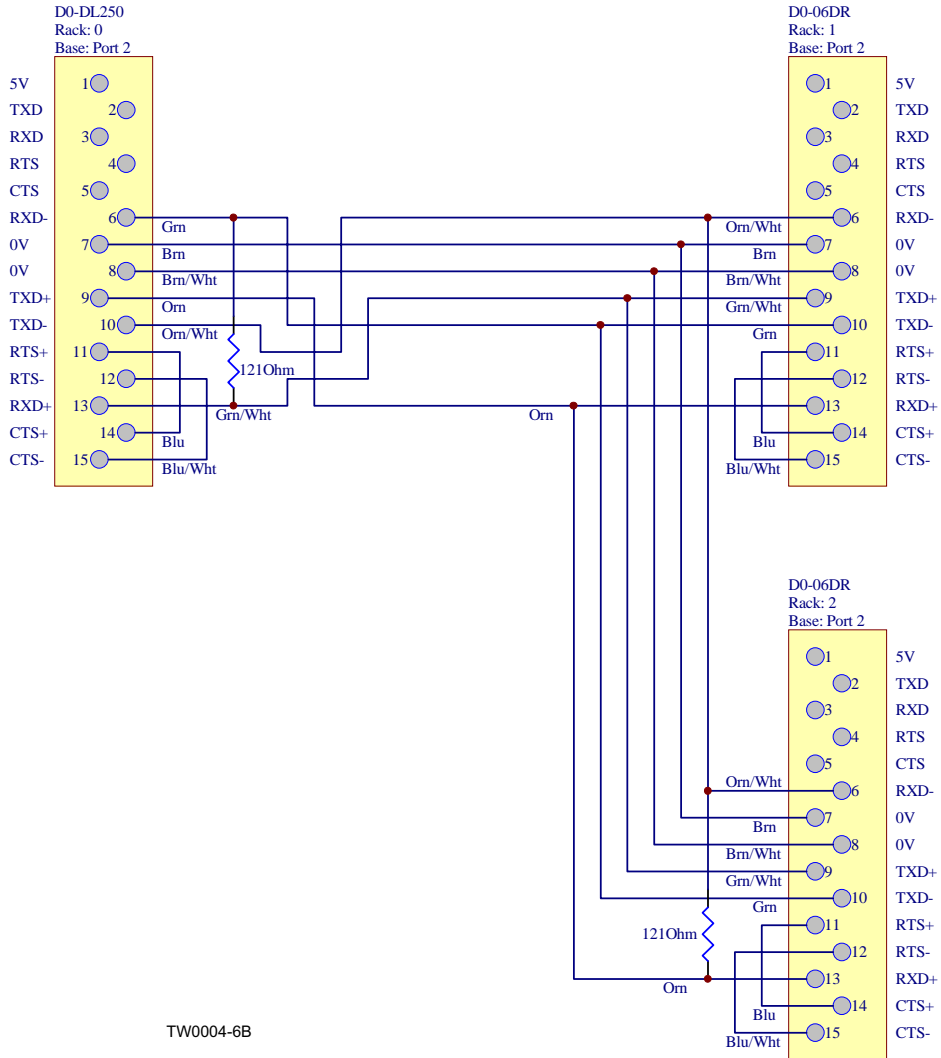 D0-DL250
Rack: 0
Base: Port 2
5V 1
TXD 2
RXD 3
RTS 4
CTS 5
RXD- 6
Grn
0V 7
Brn
0V 8
Brn/Wht
TXD+ 9
Orn
TXD- 10
Orn/Wht
RTS+ 11
RTS- 12
RXD+ 13
Grn/Wht
CTS+ 14
Blu
CTS- 15
Blu/Wht
121Ohm
Orn
D0-06DR
Rack: 1
Base: Port 2
1 5V
2 TXD
3 RXD
4 RTS
5 CTS
Orn/Wht
6 RXD-
Brn
7 0V
Brn/Wht
8 0V
Grn/Wht
9 TXD+
Grn
10 TXD-
11 RTS+
12 RTS-
13 RXD+
Blu
14 CTS+
Blu/Wht
15 CTS-
D0-06DR
Rack: 2
Base: Port 2
1 5V
2 TXD
3 RXD
4 RTS
5 CTS
Orn/Wht
6 RXD-
Brn
7 0V
Brn/Wht
8 0V
Grn/Wht
9 TXD+
Grn
10 TXD-
11 RTS+
121Ohm
12 RTS-
Orn
13 RXD+
Blu
14 CTS+
Blu/Wht
15 CTS-
TW0004-6B